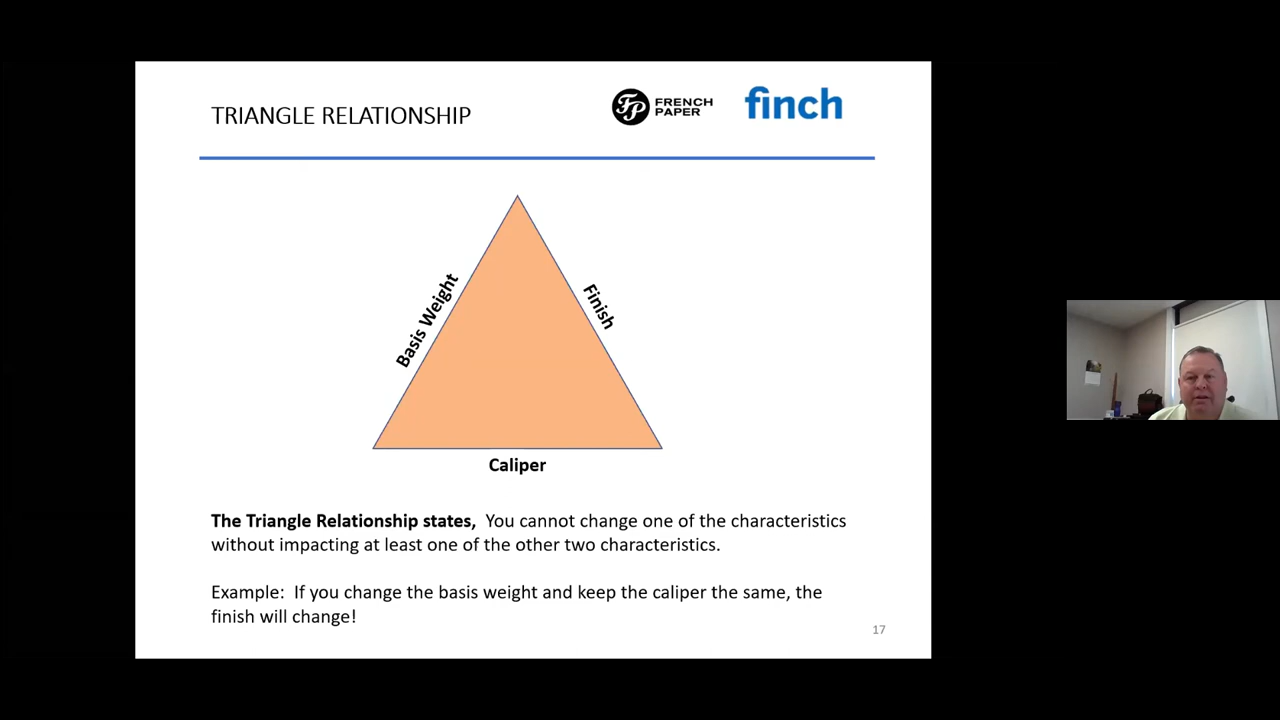 TRIANGLE RELATIONSHIP
FP FRENCH
PAPER
finch
Basis Weight
Finish
Caliper
The Triangle Relationship states, You cannot change one of the characteristics
without impacting at least one of the other two characteristics.
Example: If you change the basis weight and keep the caliper the same, the
finish will change!
17